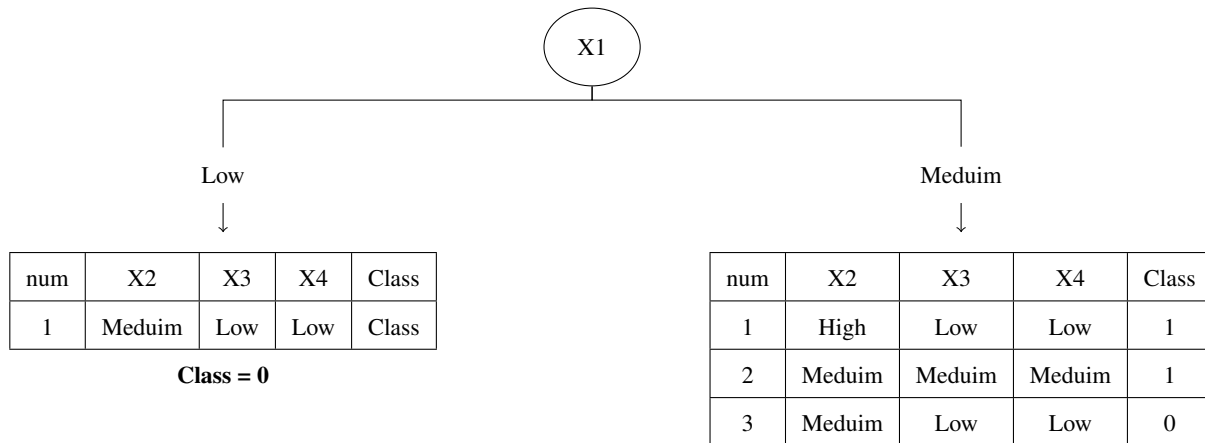 X1
Low
Meduim
num X2 X3 X4 Class
1 Meduim Low Low Class
Class = 0
num X2 X3 X4 Class
1 High Low Low 1
2 Meduim Meduim Meduim 1
3 Meduim Low Low 0